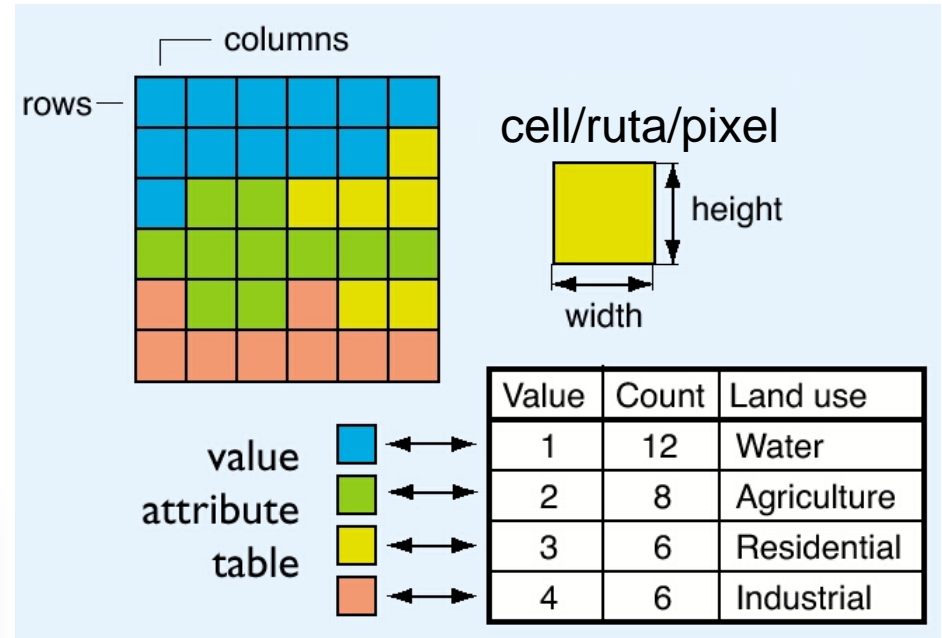 columns
rows
cell/ruta/pixel
height
width
value
attribute
table
Value Count Land use
1 12 Water
2 8 Agriculture
3 6 Residential
4 6 Industrial